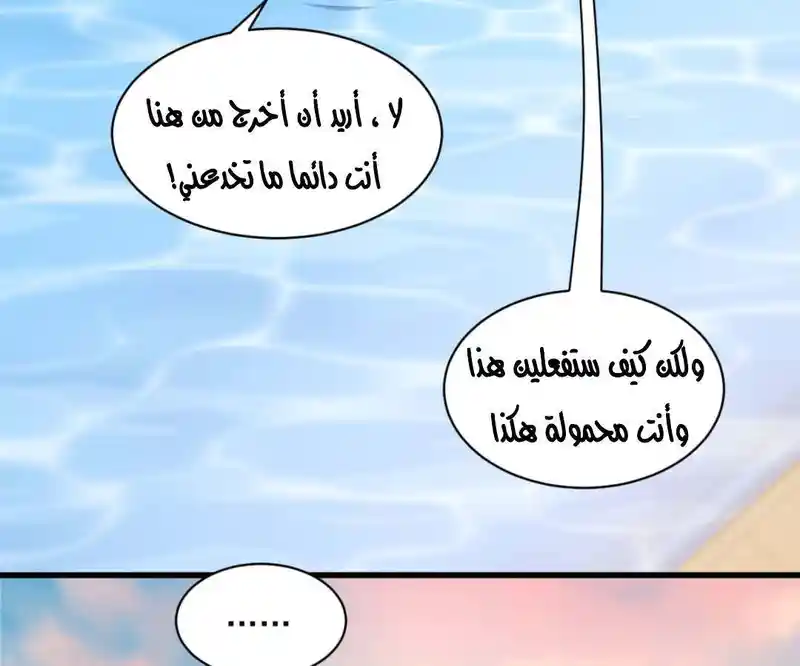 لا ، أريد أن أخرج من هنا
أنت دائما ما تخدعني!
ولكن كيف ستفعلين هذا
وأنت محمولة هكذا
......